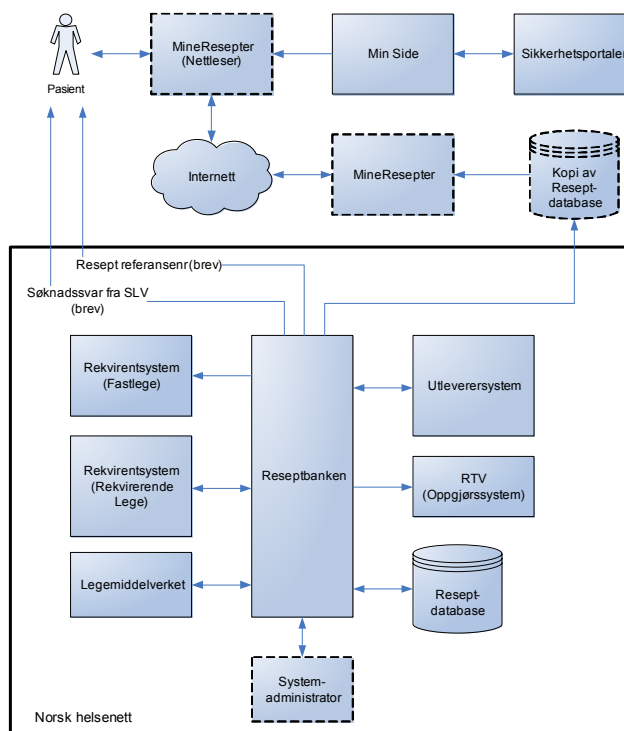 MineResepter
(Nettleser)
Min Side
Sikkerhetsportalen
Pasient
Internett
MineResepter
Kopi av
Resept-
database
Resept referansenr (brev)
Søknadssvar fra SLV
(brev)
Rekvirentsystem
(Fastlege)
Utleverersystem
Rekvirentsystem
(Rekvirerende
Lege)
Reseptbanken
RTV
(Oppgjørssystem)
Legemiddelverket
Resept-
database
System-
administrator
Norsk helsenett